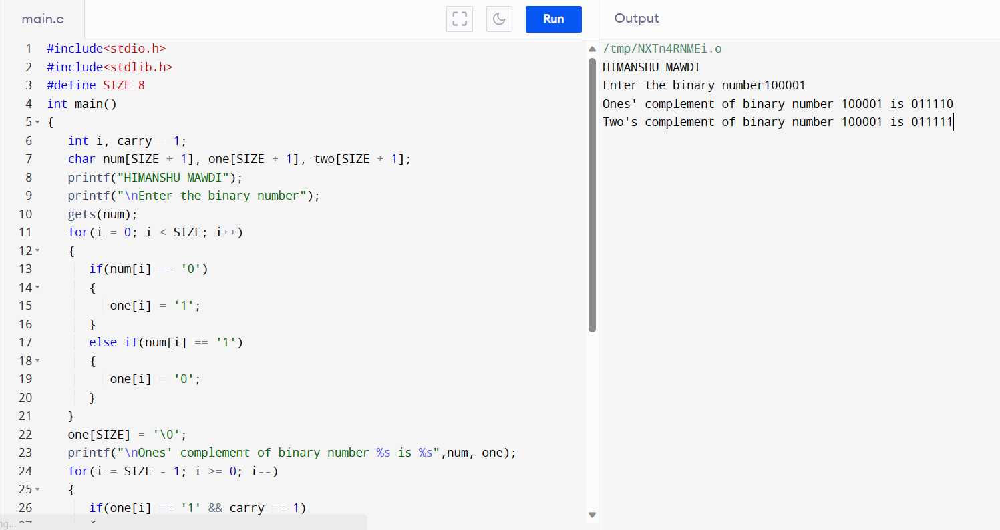 main.c
Run
Output
1 #include<stdio.h>
2 #include<stdlib.h>
3 #define SIZE 8
4 int main()
5 {
6 int i, carry = 1;
7 char num[SIZE + 1], one[SIZE + 1], two[SIZE + 1];
8 printf("HIMANSHU MAWDI");
9 printf("\nEnter the binary number");
10 gets(num);
11 for(i = 0; i < SIZE; i++)
12 {
13 if(num[i] == '0')
14 {
15 one[i] = '1';
16 }
17 else if(num[i] == '1')
18 {
19 one[i] = '0';
20 }
21 }
22 one[SIZE] = '\0';
23 printf("\nOnes' complement of binary number %s is %s",num, one);
24 for(i = SIZE - 1; i >= 0; i--)
25 {
26 if(one[i] == '1' && carry == 1)
27 {
/tmp/NXTn4RNMEi.o
HIMANSHU MAWDI
Enter the binary number100001
Ones' complement of binary number 100001 is 011110
Two's complement of binary number 100001 is 011111